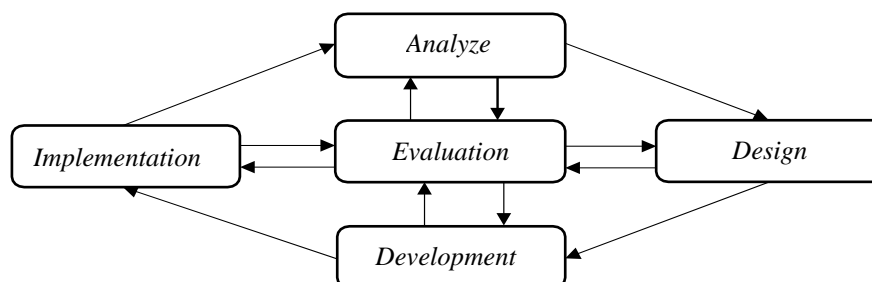 Analyze
Implementation
Evaluation
Design
Development